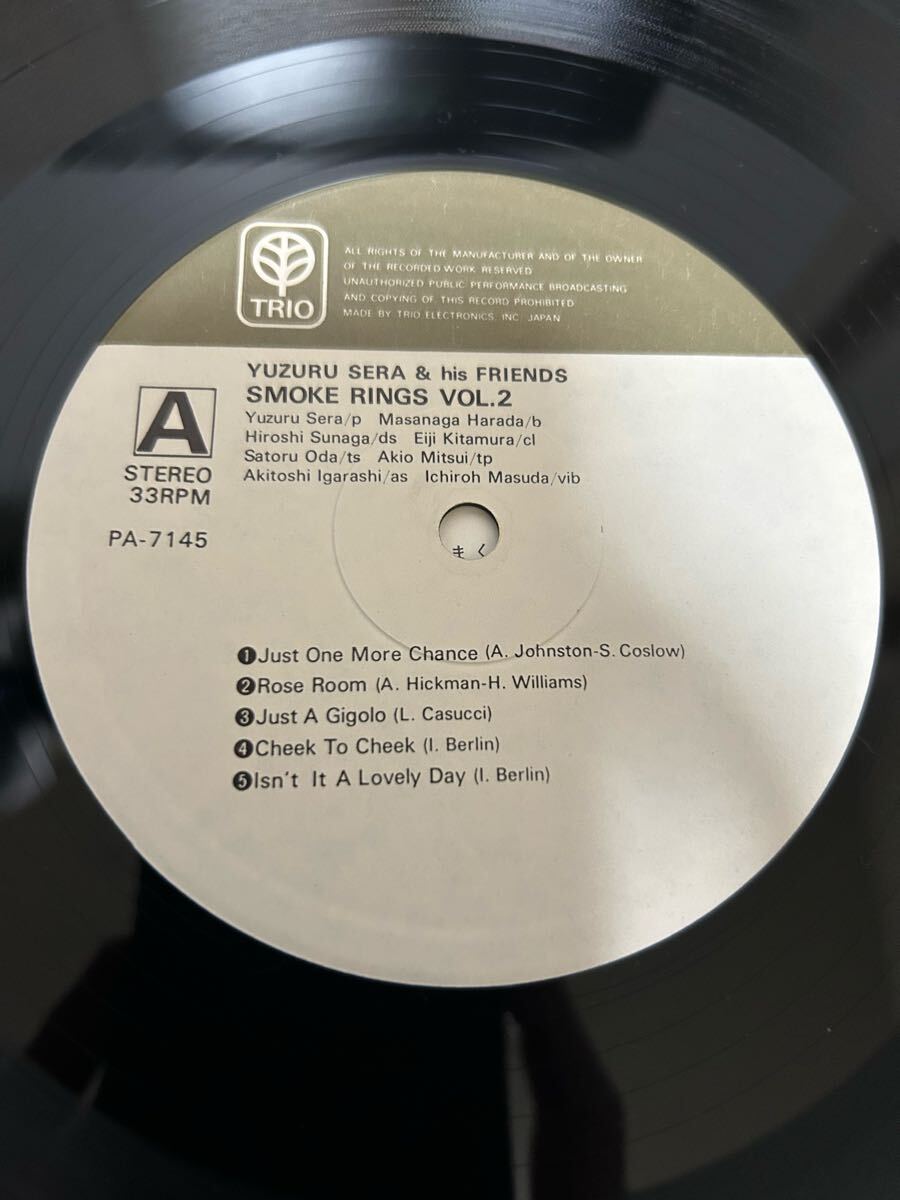 TRIO
ALL RIGHTS OF THE MANUFACTURER AND OF THE OWNER
OF THE RECORDED WORK RESERVED
UNAUTHORIZED PUBLIC PERFORMANCE BROADCASTING
AND COPYING OF THIS RECORD PROHIBITED
MADE BY TRIO ELECTRONICS, INC. JAPAN
YUZURU SERA & his FRIENDS
SMOKE RINGS VOL.2
Yuzuru Sera/p Masanaga Harada/b
Hiroshi Sunaga/ds Eiji Kitamura/cl
Satoru Oda/ts Akio Mitsui/tp
Akitoshi Igarashi/as Ichiroh Masuda/vib
A
STEREO
33RPM
PA-7145
まく
❶Just One More Chance (A. Johnston-S. Coslow)
❷Rose Room (A. Hickman-H. Williams)
❸Just A Gigolo (L. Casucci)
❹Cheek To Cheek (I. Berlin)
❺Isn't It A Lovely Day (I. Berlin)